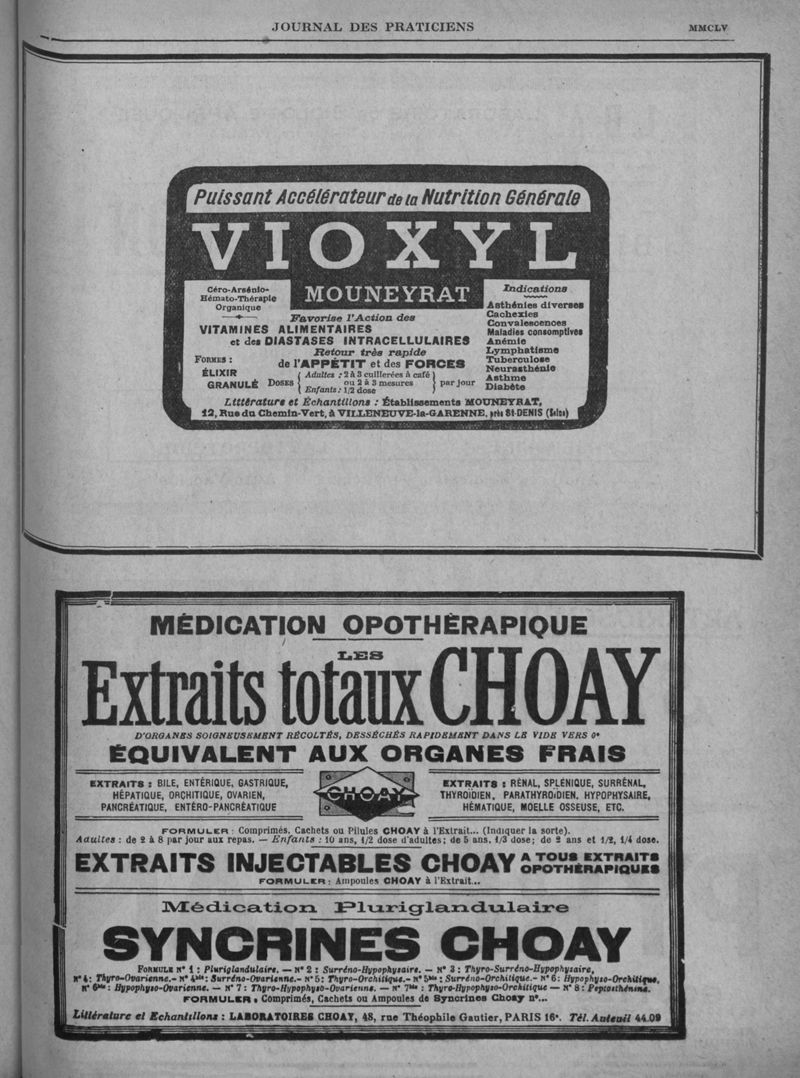 JOURNAL DES PRATICIENS
MMCLV
Puissant Accélérateur de la Nutrition Générale
VIOXYL
MOUNEYRAT
Céro-Arsénio-
Hémato-Thérapie
Organique
Favorise l'Action des
VITAMINES ALIMENTAIRES
et des DIASTASES INTRACELLULAIRES
Retour très rapide
de l'APPÉTIT et des FORCES
FORMES :
ÉLIXIR
GRANULÉ
DOSES
Adultes : 2 à 3 cuillerées à café
ou 2 à 3 mesures
Enfants : 1/2 dose
par jour
Indications
Asthénies diverses
Cachexies
Convalescences
Maladies consomptives
Anémie
Lymphatisme
Tuberculose
Neurasthénie
Asthme
Diabète
Littérature et Échantillons : Établissements MOUNEYRAT,
12, Rue du Chemin-Vert, à VILLENEUVE-la-GARENNE, près St-DENIS (Seine)
MÉDICATION OPOTHÉRAPIQUE
LES
Extraits totaux CHOAY
D'ORGANES SOIGNEUSEMENT RÉCOLTÉS, DESSÉCHÉS RAPIDEMENT DANS LE VIDE VERS 0°
ÉQUIVALENT AUX ORGANES FRAIS
EXTRAITS : BILE, ENTÉRIQUE, GASTRIQUE,
HÉPATIQUE, ORCHITIQUE, OVARIEN,
PANCRÉATIQUE, ENTÉRO-PANCRÉATIQUE
CHOAY
EXTRAITS : RÉNAL, SPLÉNIQUE, SURRÉNAL,
THYROÏDIEN, PARATHYROÏDIEN, HYPOPHYSAIRE,
HÉMATIQUE, MOELLE OSSEUSE, ETC.
FORMULER : Comprimés, Cachets ou Pilules CHOAY à l'Extrait... (Indiquer la sorte).
Adultes : de 2 à 8 par jour aux repas. — Enfants : 10 ans, 1/2 dose d'adultes; de 5 ans, 1/3 dose; de 2 ans et 1/2, 1/4 dose.
EXTRAITS INJECTABLES CHOAY A TOUS EXTRAITS OPOTHÉRAPIQUES
FORMULER : Ampoules CHOAY à l'Extrait...
Médication Pluriglandulaire
SYNCRINES CHOAY
FORMULE N° 1 : Pluriglandulaire. — N° 2 : Surréno-Hypophysaire. — N° 3 : Thyro-Surréno-Hypophysaire,
N° 4 : Thyro-Ovarienne.- N° 4bis : Surréno-Ovarienne.- N° 5 : Thyro-Orchitique.- N° 5bis : Surréno-Orchitique.- N° 6 : Hypophyso-Orchitique,
N° 6bis : Hypophyso-Ovarienne. — N° 7 : Thyro-Hypophyso-Ovarienne. — N° 7bis : Thyro-Hypophyso-Orchitique — N° 8 : Peptosthénine.
FORMULER : Comprimés, Cachets ou Ampoules de Syncrines Choay n°...
Littérature et Echantillons : LABORATOIRES CHOAY, 48, rue Théophile Gautier, PARIS 16e. Tél. Auteuil 44.09